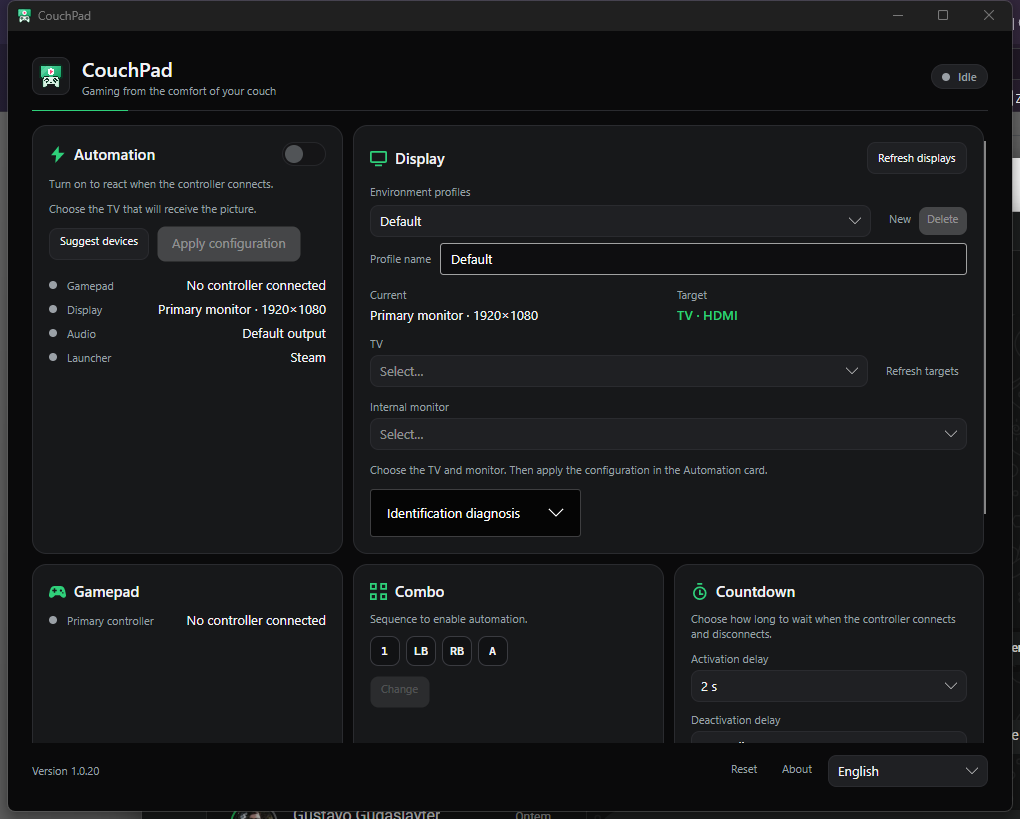 CouchPad
CouchPad
Gaming from the comfort of your couch
Idle
Automation
Turn on to react when the controller connects.
Choose the TV that will receive the picture.
Suggest devices
Apply configuration
Gamepad
No controller connected
Display
Primary monitor · 1920×1080
Audio
Default output
Launcher
Steam
Display
Refresh displays
Environment profiles
Default
New
Delete
Profile name
Default
Current
Target
Primary monitor · 1920×1080
TV · HDMI
TV
Select...
Refresh targets
Internal monitor
Select...
Choose the TV and monitor. Then apply the configuration in the Automation card.
Identification diagnosis
Gamepad
Primary controller
No controller connected
Combo
Sequence to enable automation.
1 LB RB A
Change
Countdown
Choose how long to wait when the controller connects
and disconnects.
Activation delay
2 s
Deactivation delay
Version 1.0.20
Reset
About
English
Gustavo Gugaslayter
Ontem